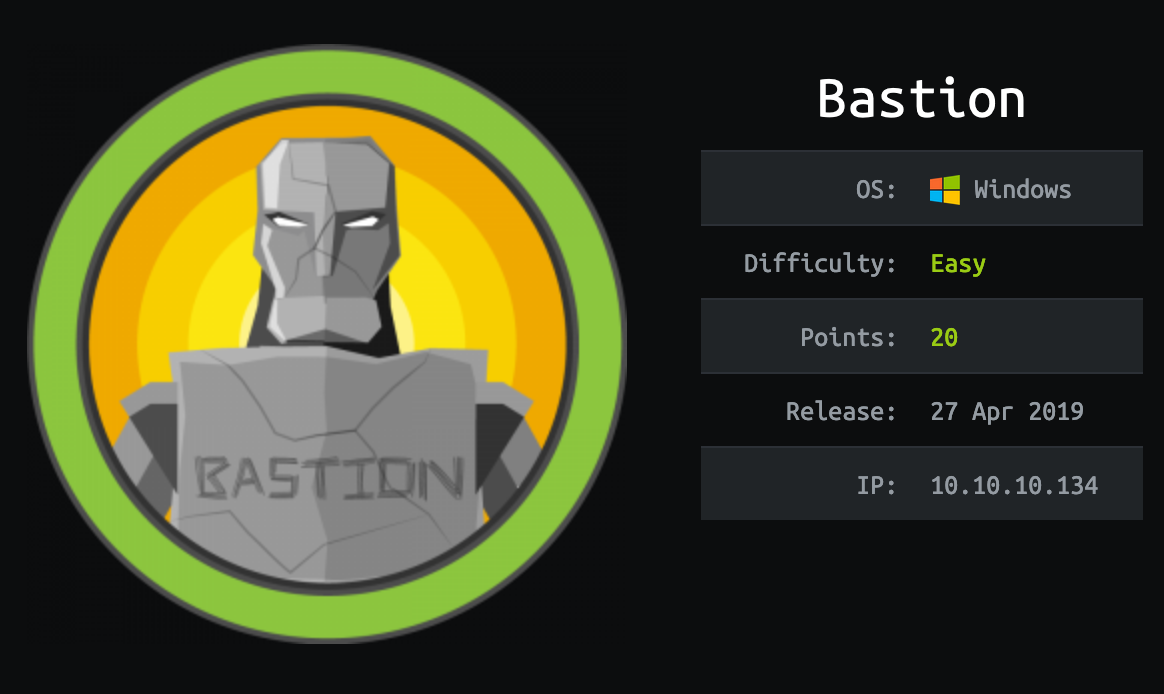 BASTION
Bastion
OS: Windows
Difficulty: Easy
Points: 20
Release: 27 Apr 2019
IP: 10.10.10.134